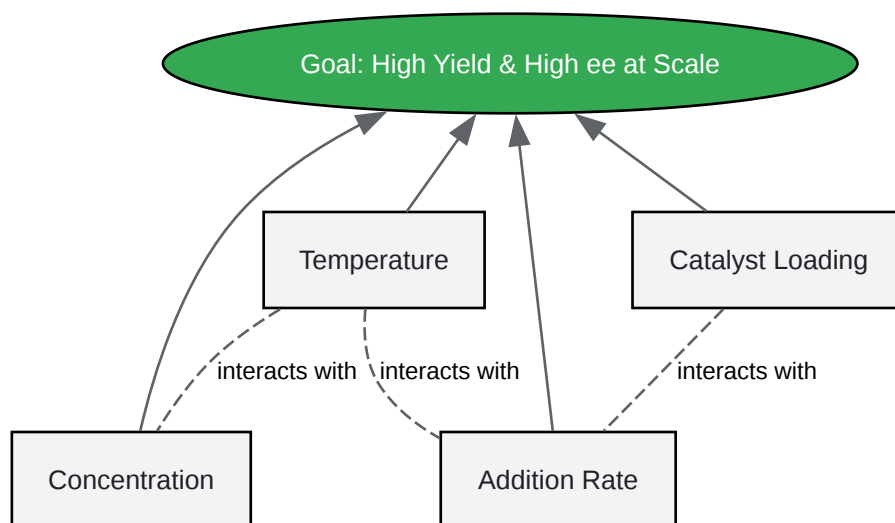 Goal: High Yield & High ee at Scale
Temperature
Catalyst Loading
interacts with
interacts with
interacts with
Concentration
Addition Rate